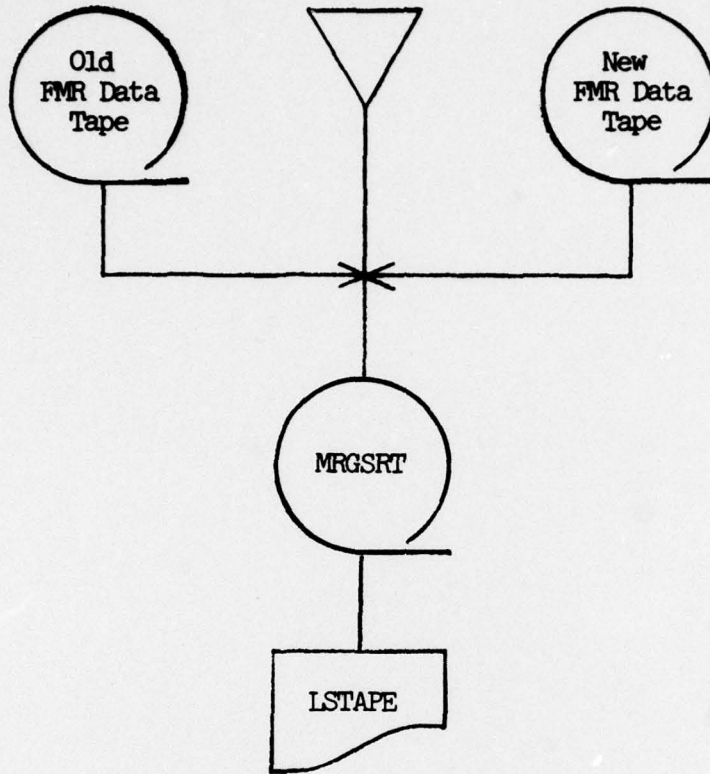 Old
FMR Data
Tape
New
FMR Data
Tape
MRGSRT
LSTAPE